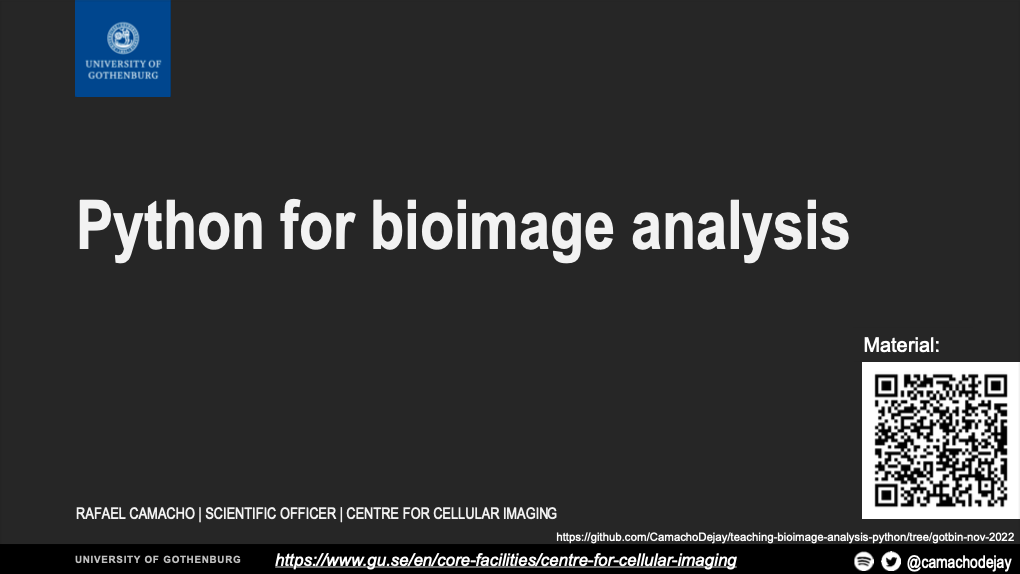 UNIVERSITY OF
GOTHENBURG
Python for bioimage analysis
Material:
RAFAEL CAMACHO | SCIENTIFIC OFFICER | CENTRE FOR CELLULAR IMAGING
https://github.com/CamachoDejay/teaching-bioimage-analysis-python/tree/gotbin-nov-2022
UNIVERSITY OF GOTHENBURG
https://www.gu.se/en/core-facilities/centre-for-cellular-imaging
@camachodejay